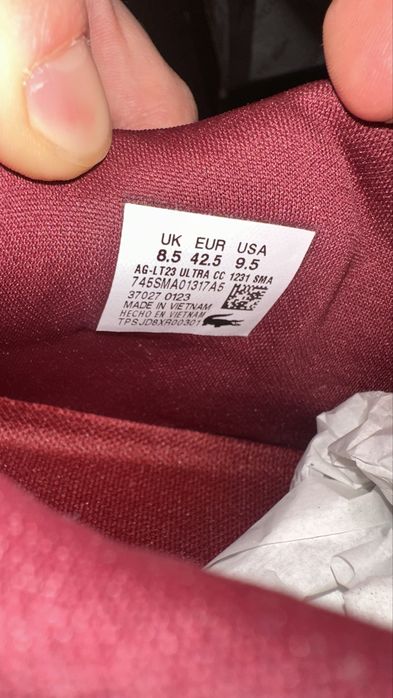 UK EUR USA
8.5 42.5 9.5
AG-LT23 ULTRA CC 1231 SMA
745SMA01317A5
37027 0123
MADE IN VIETNAM
HECHO EN VIETNAM
TPSJD8XR00301